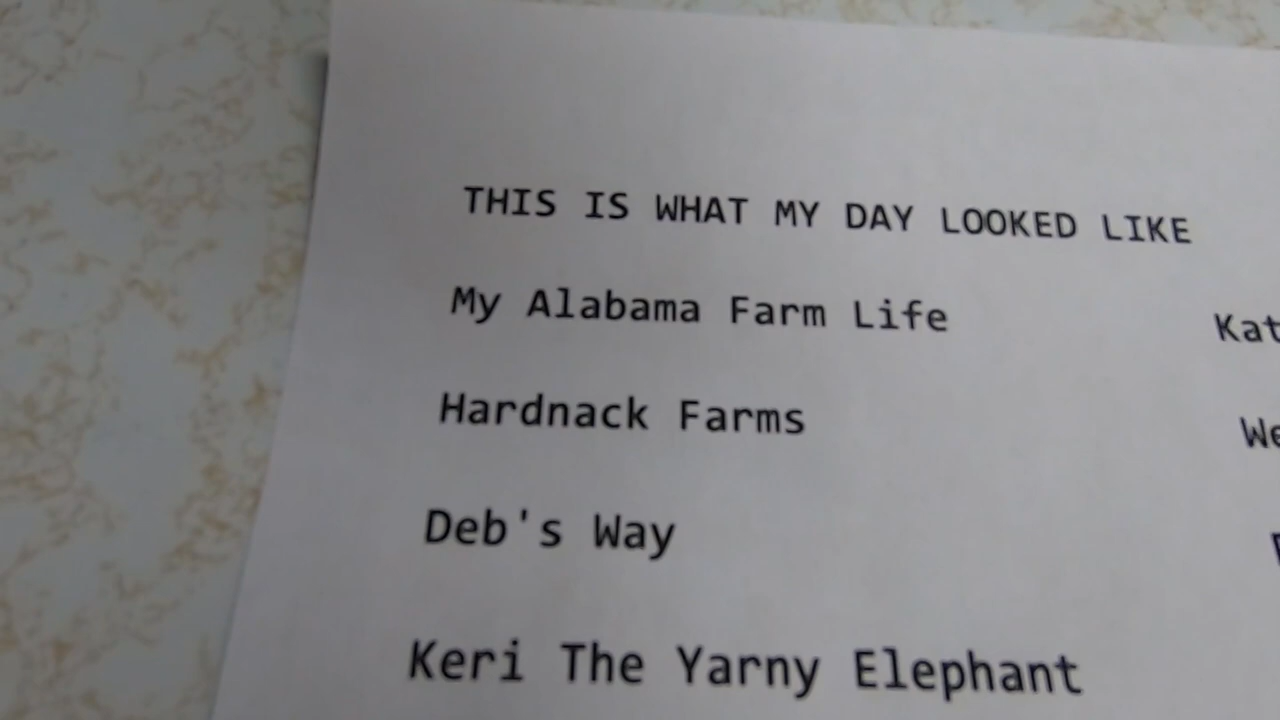 THIS IS WHAT MY DAY LOOKED LIKE
My Alabama Farm Life
Hardnack Farms
Deb's Way
Keri The Yarny Elephant